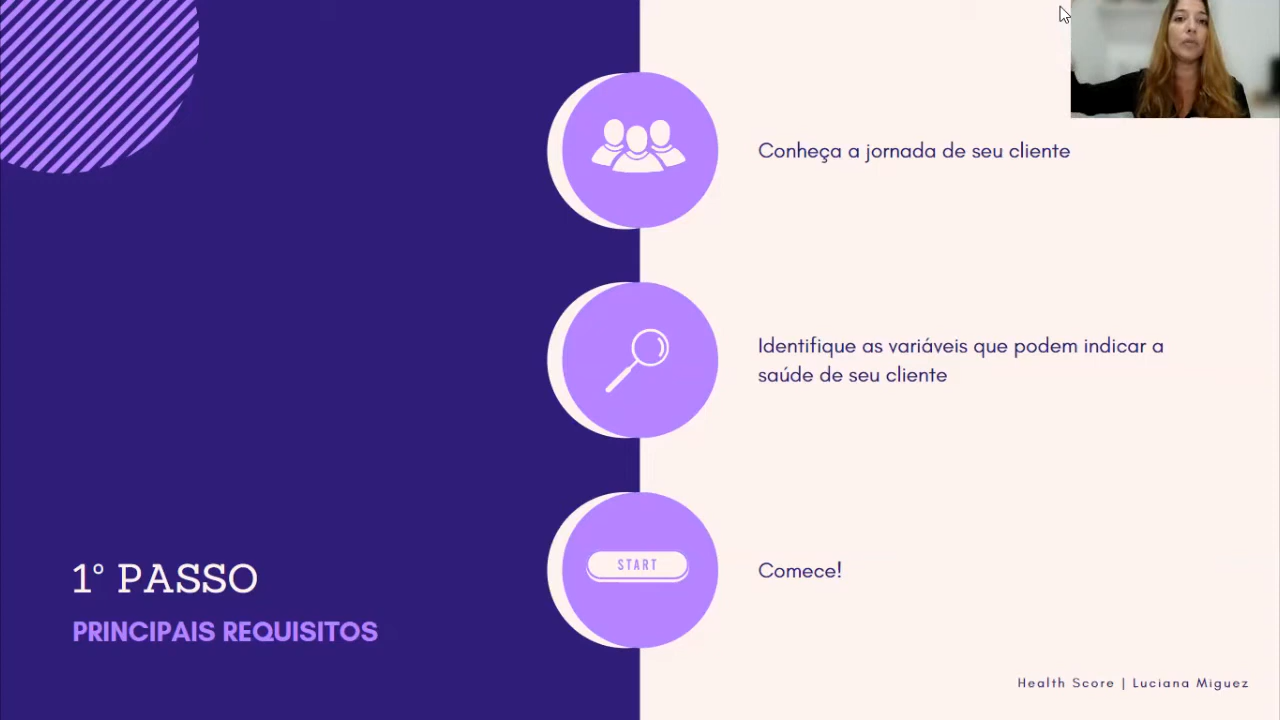 Conheça a jornada de seu cliente
Identifique as variáveis que podem indicar a
saúde de seu cliente
START
Comece!
1° PASSO
PRINCIPAIS REQUISITOS
Health Score | Luciana Miguez